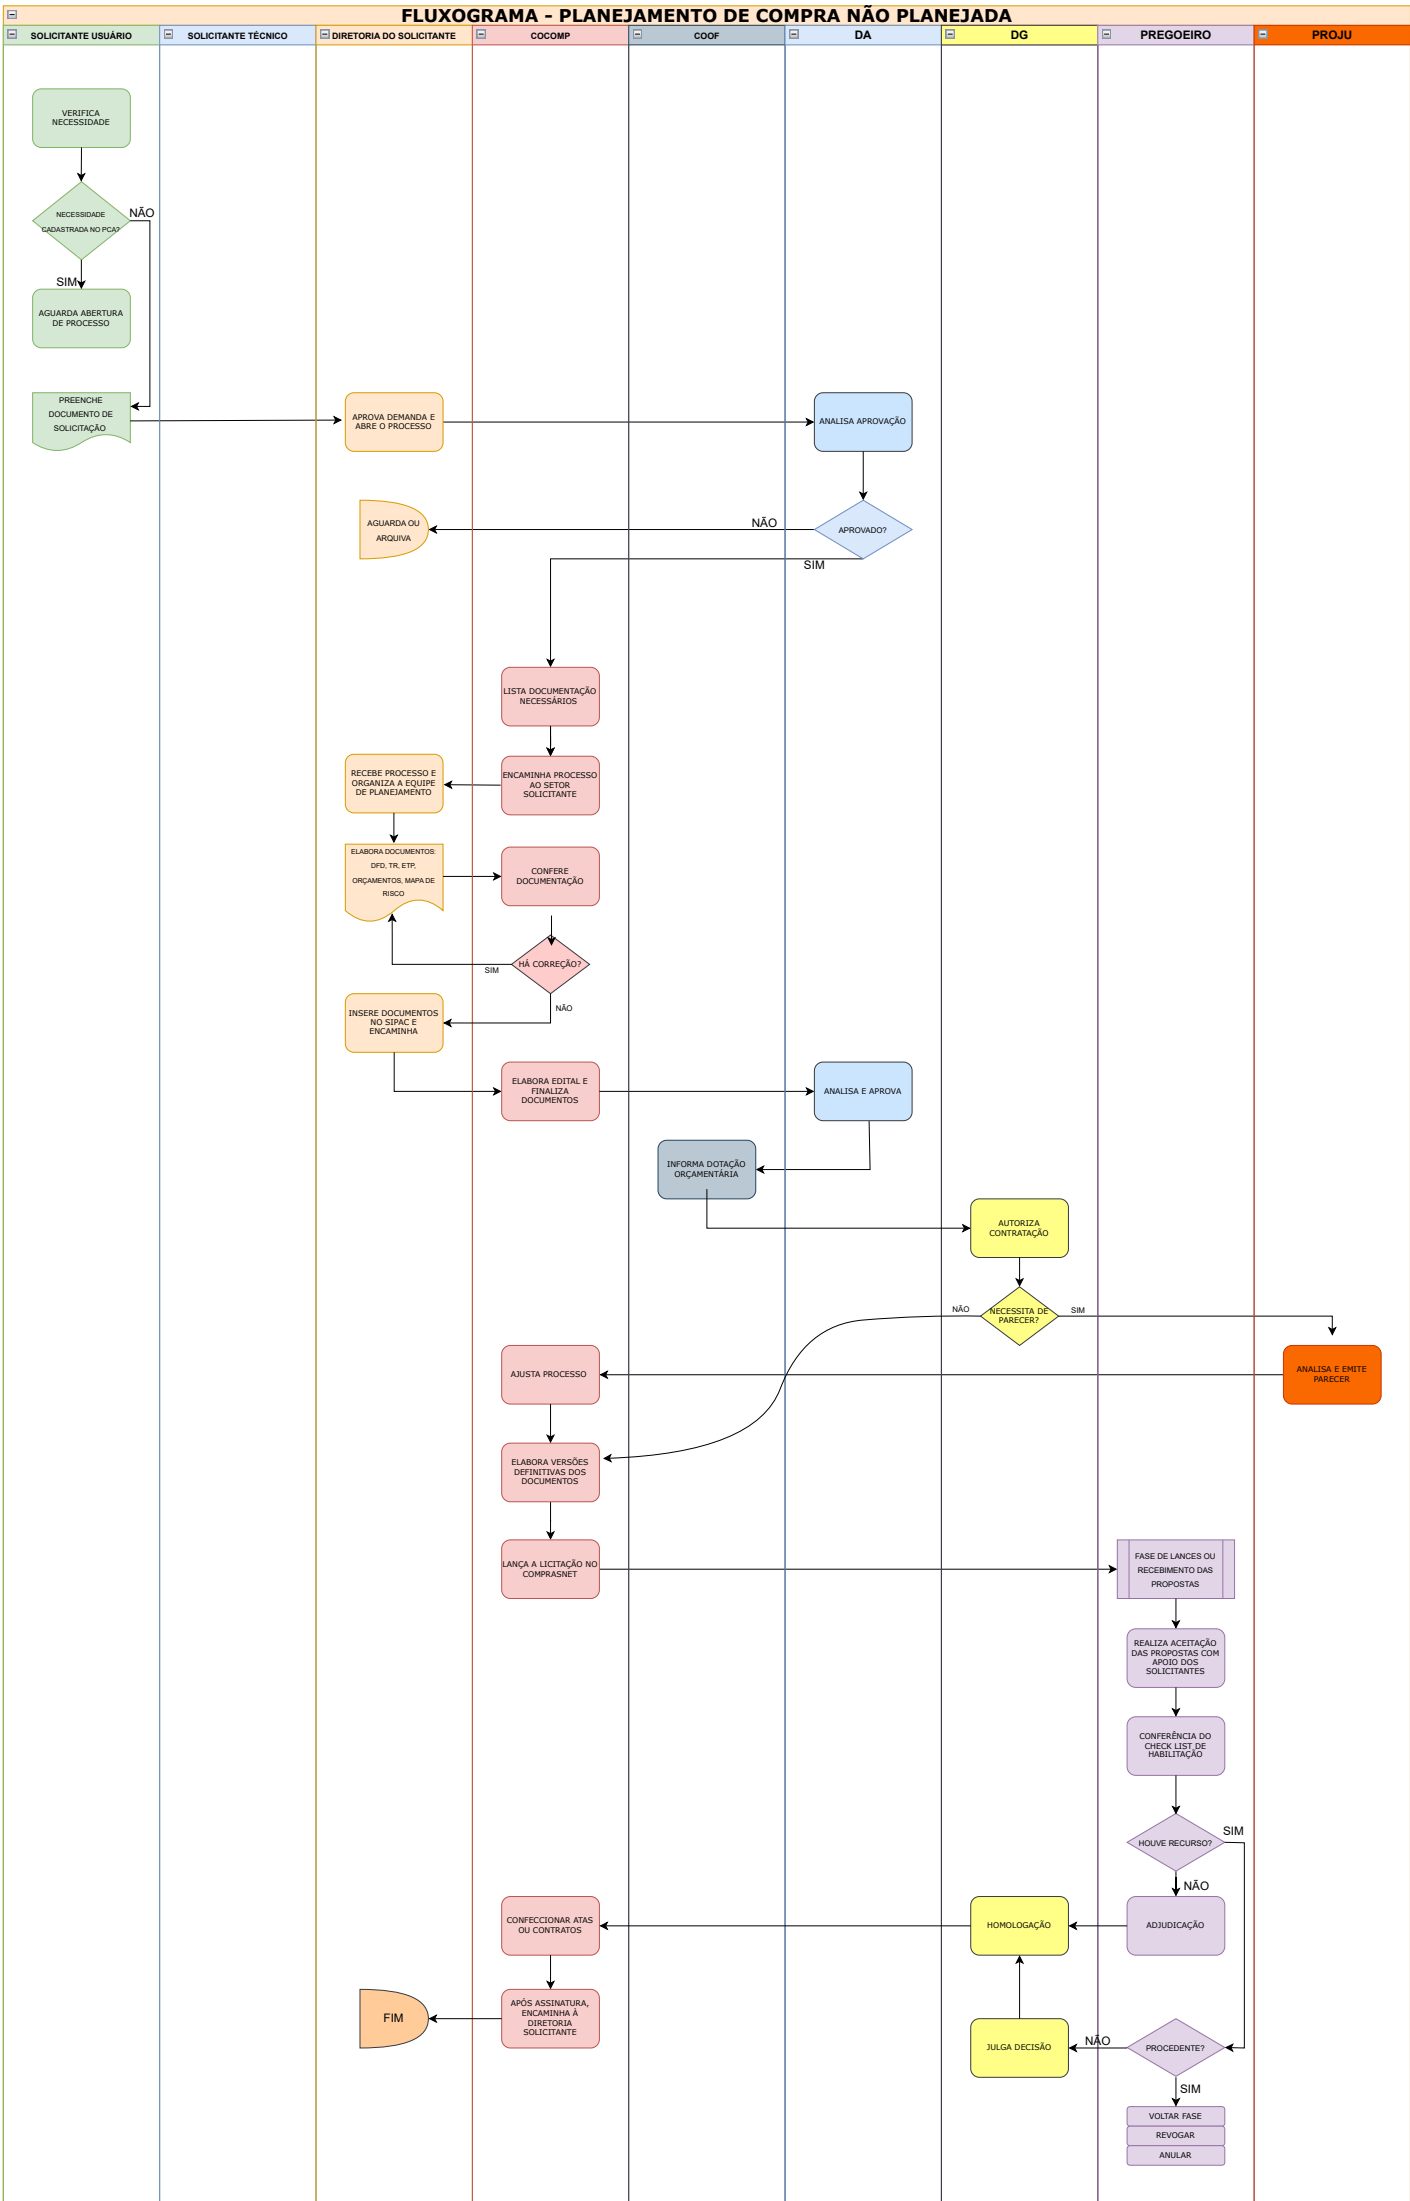 FLUXOGRAMA - PLANEJAMENTO DE COMPRA NÃO PLANEJADA
SOLICITANTE USUÁRIO
SOLICITANTE TÉCNICO
DIRETORIA DO SOLICITANTE
COCOMP
COOF
DA
DG
PREGOEIRO
PROJU
VERIFICA
NECESSIDADE
NECESSIDADE
CADASTRADA NO PCA?
NÃO
SIM
AGUARDA ABERTURA
DE PROCESSO
PREENCHE
DOCUMENTO DE
SOLICITAÇÃO
APROVA DEMANDA E
ABRE O PROCESSO
ANALISA APROVAÇÃO
AGUARDA OU
ARQUIVA
NÃO
APROVADO?
SIM
LISTA DOCUMENTAÇÃO
NECESSÁRIOS
RECEBE PROCESSO E
ORGANIZA A EQUIPE
DE PLANEJAMENTO
ENCAMINHA PROCESSO
AO SETOR
SOLICITANTE
ELABORA DOCUMENTOS:
DFD, TR, ETP,
ORÇAMENTOS, MAPA DE
RISCO
CONFERE
DOCUMENTAÇÃO
HÁ CORREÇÃO?
SIM
NÃO
INSERE DOCUMENTOS
NO SIPAC E
ENCAMINHA
ELABORA EDITAL E
FINALIZA
DOCUMENTOS
ANALISA E APROVA
INFORMA DOTAÇÃO
ORÇAMENTÁRIA
AUTORIZA
CONTRATAÇÃO
NÃO
NECESSITA DE
PARECER?
SIM
AJUSTA PROCESSO
ANALISA E EMITE
PARECER
ELABORA VERSÕES
DEFINITIVAS DOS
DOCUMENTOS
LANÇA A LICITAÇÃO NO
COMPRASNET
FASE DE LANCES OU
RECEBIMENTO DAS
PROPOSTAS
REALIZA ACEITAÇÃO
DAS PROPOSTAS COM
APOIO DOS
SOLICITANTES
CONFERÊNCIA DO
CHECK LIST DE
HABILITAÇÃO
HOUVE RECURSO?
SIM
NÃO
CONFECCIONAR ATAS
OU CONTRATOS
HOMOLOGAÇÃO
ADJUDICAÇÃO
FIM
APÓS ASSINATURA,
ENCAMINHA À
DIRETORIA
SOLICITANTE
JULGA DECISÃO
NÃO
PROCEDENTE?
SIM
VOLTAR FASE
REVOGAR
ANULAR